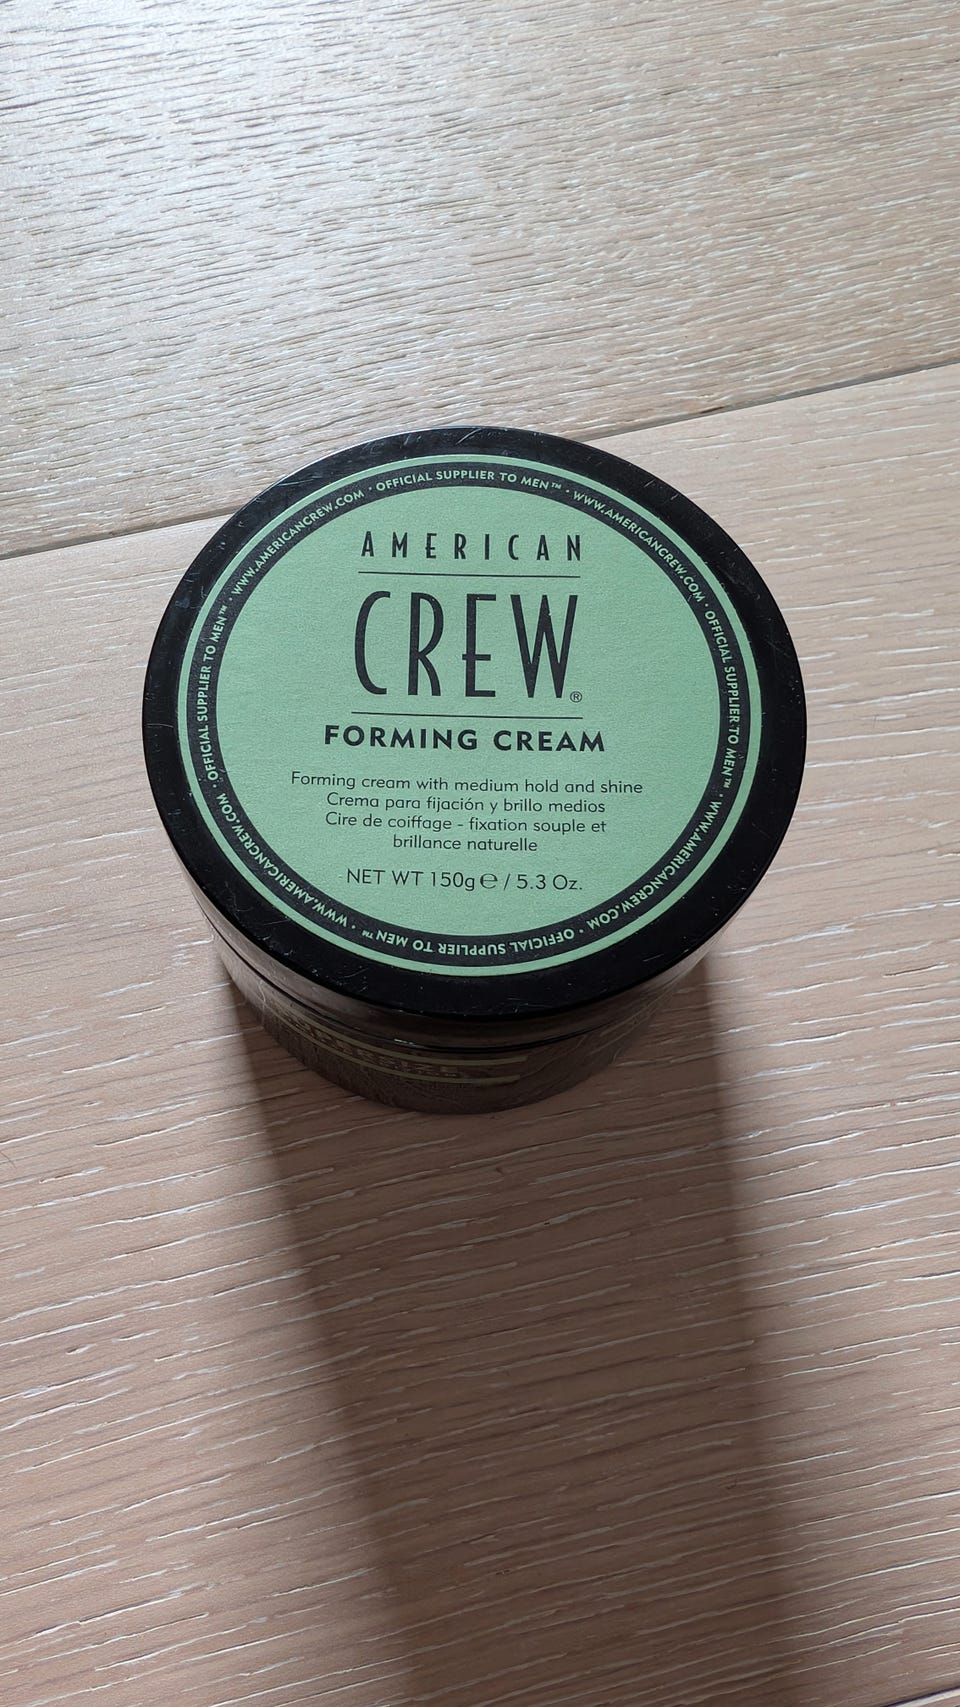 AMERICAN
CREW®
FORMING CREAM
Forming cream with medium hold and shine
Crema para fijación y brillo medios
Cire de coiffage - fixation souple et
brillance naturelle
NET WT 150g ℮ / 5.3 Oz.
OFFICIAL SUPPLIER TO MEN™ · WWW.AMERICANCREW.COM · OFFICIAL SUPPLIER TO MEN™ · WWW.AMERICANCREW.COM · OFFICIAL SUPPLIER TO MEN™ · WWW.AMERICANCREW.COM · OFFICIAL SUPPLIER TO MEN™ · WWW.AMERICANCREW.COM ·